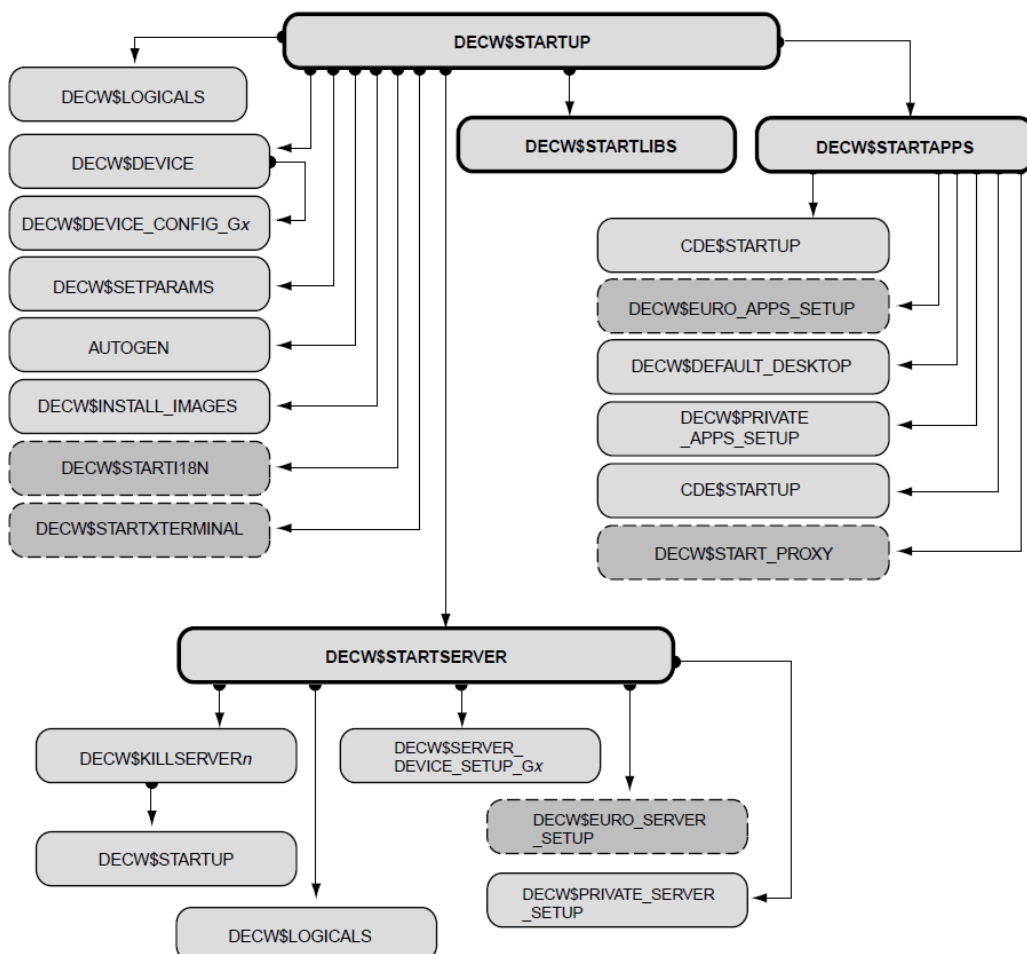 DECW$STARTUP
DECW$LOGICALS
DECW$DEVICE
DECW$DEVICE_CONFIG_Gx
DECW$SETPARAMS
AUTOGEN
DECW$INSTALL_IMAGES
DECW$STARTI18N
DECW$STARTXTERMINAL
DECW$STARTLIBS
DECW$STARTAPPS
CDE$STARTUP
DECW$EURO_APPS_SETUP
DECW$DEFAULT_DESKTOP
DECW$PRIVATE
_APPS_SETUP
CDE$STARTUP
DECW$START_PROXY
DECW$STARTSERVER
DECW$KILLSERVERn
DECW$STARTUP
DECW$LOGICALS
DECW$SERVER_
DEVICE_SETUP_Gx
DECW$EURO_SERVER
_SETUP
DECW$PRIVATE_SERVER
_SETUP